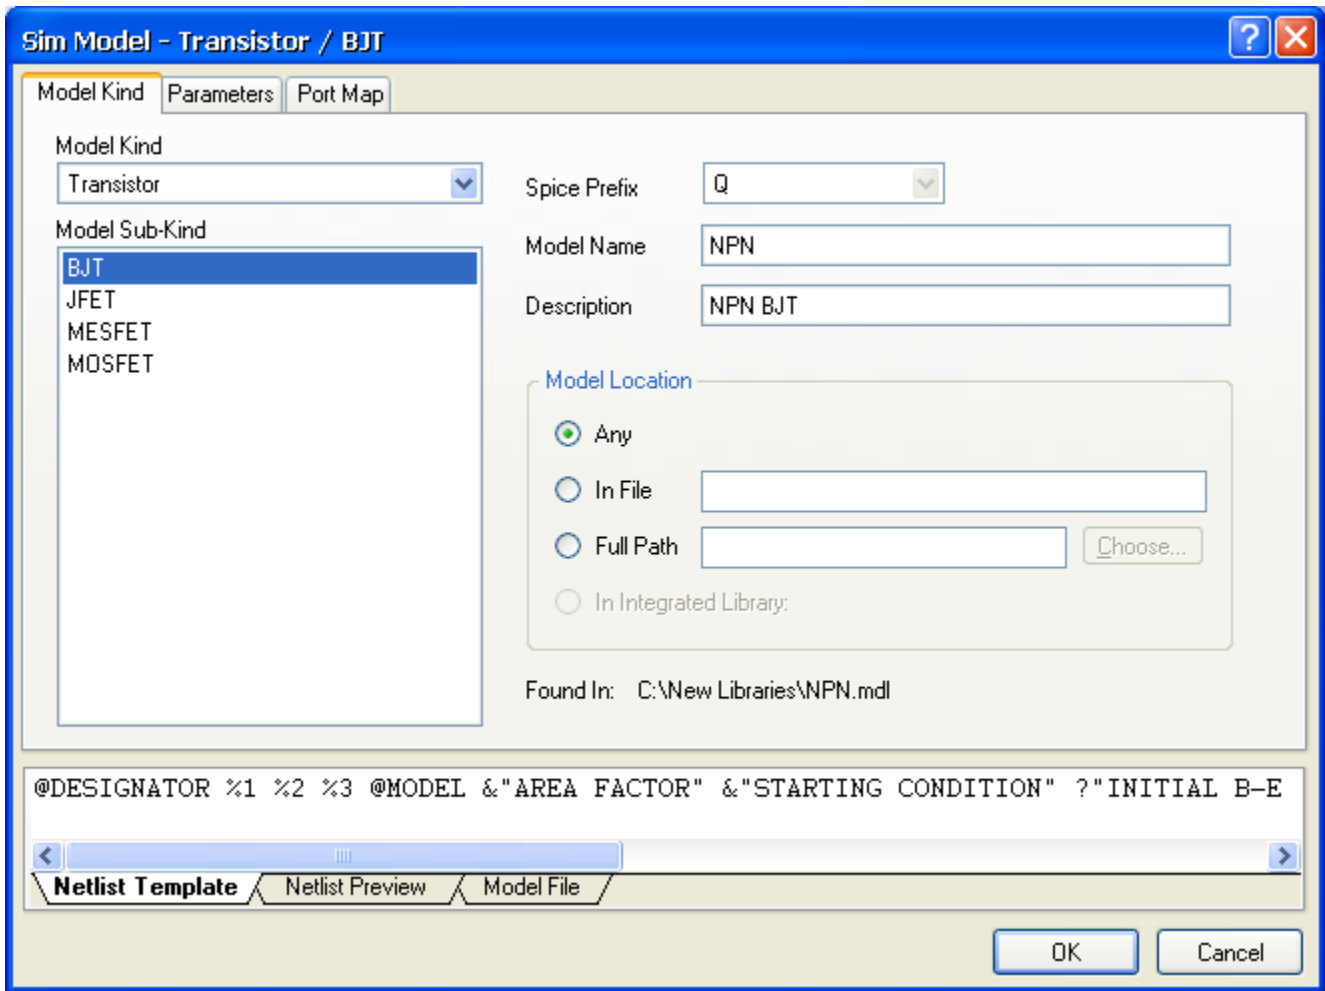 Sim Model - Transistor / BJT
Model Kind
Parameters
Port Map
Model Kind
Transistor
Model Sub-Kind
BJT
JFET
MESFET
MOSFET
Spice Prefix
Q
Model Name
NPN
Description
NPN BJT
Model Location
Any
In File
Full Path
Choose...
In Integrated Library:
Found In: C:\New Libraries\NPN.mdl
@DESIGNATOR %1 %2 %3 @MODEL &"AREA FACTOR" &"STARTING CONDITION" ?"INITIAL B-E
Netlist Template
Netlist Preview
Model File
OK
Cancel